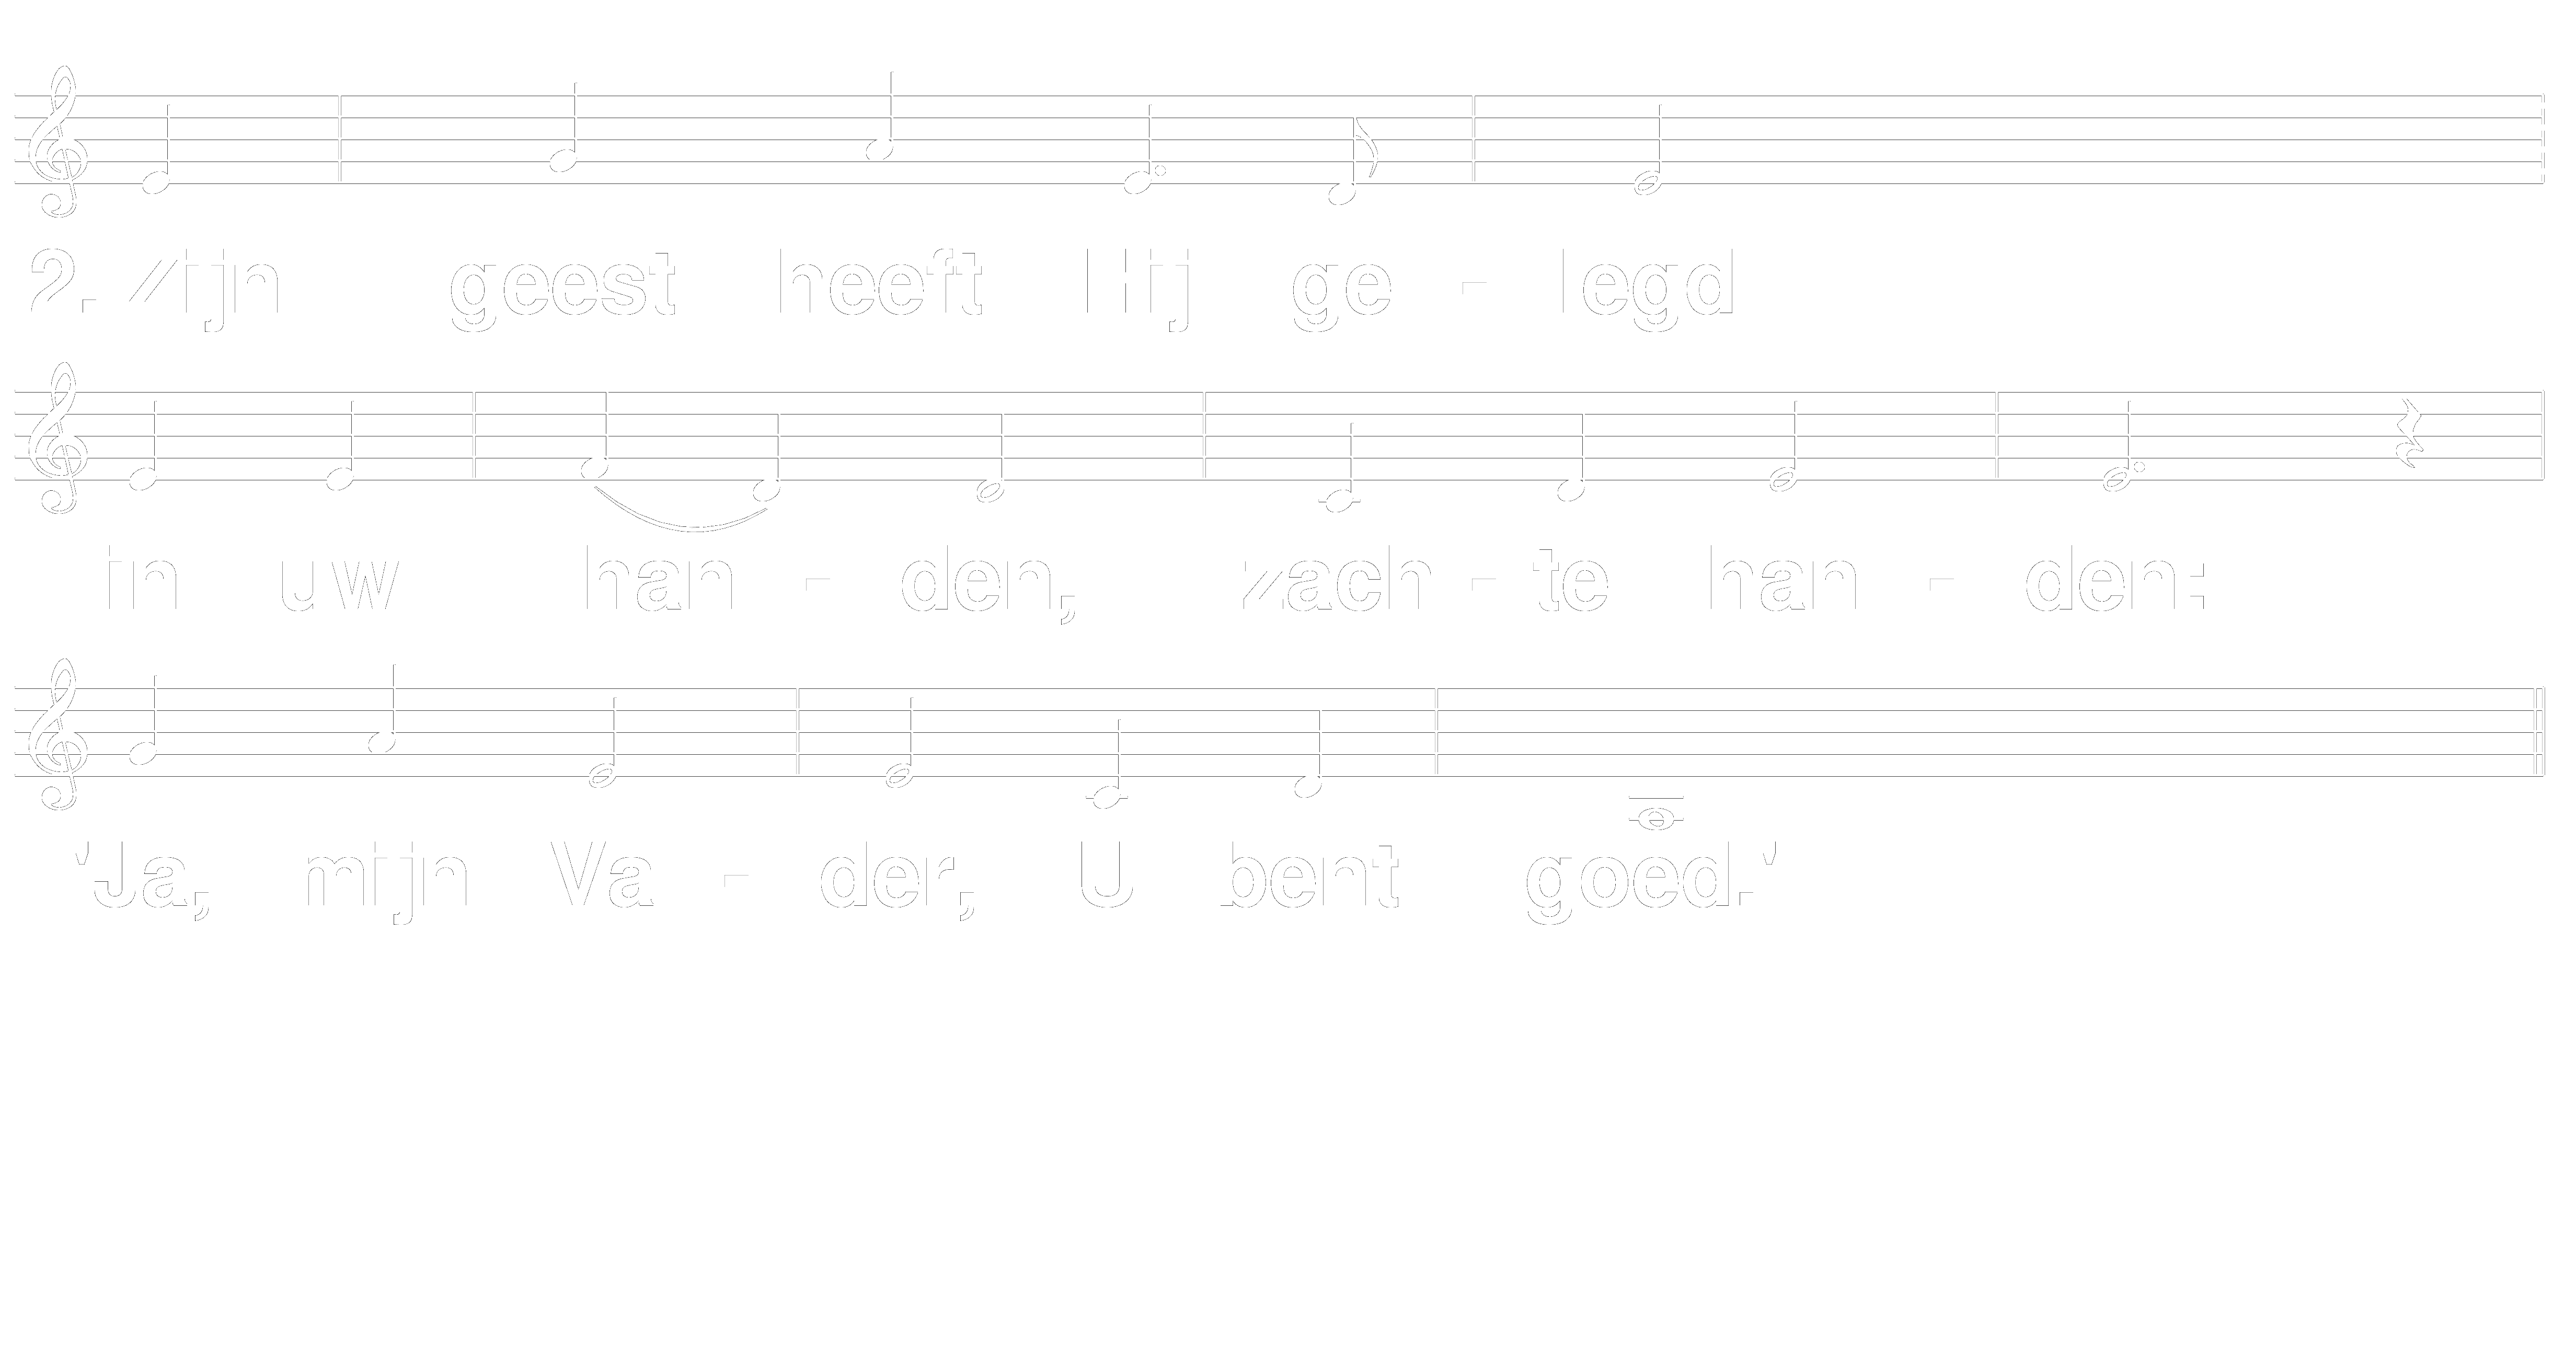 2. Zijn geest heeft Hij ge - legd
in uw han - den, zach - te han - den:
'Ja, mijn Va - der, U bent goed.'